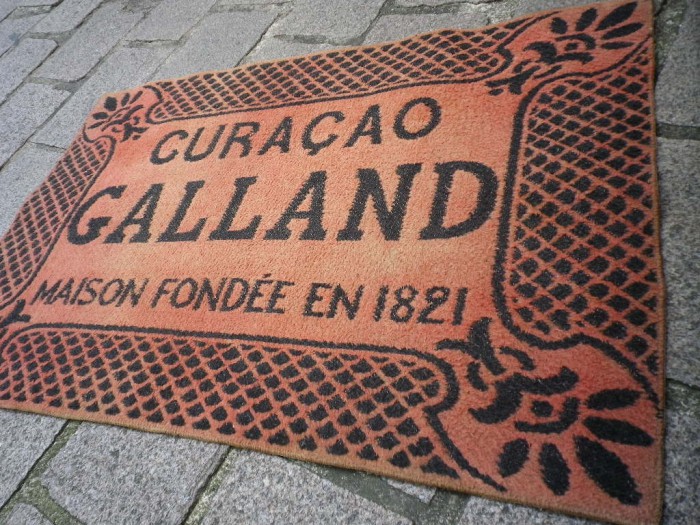 CURAÇAO
GALLAND
MAISON FONDÉE EN 1821